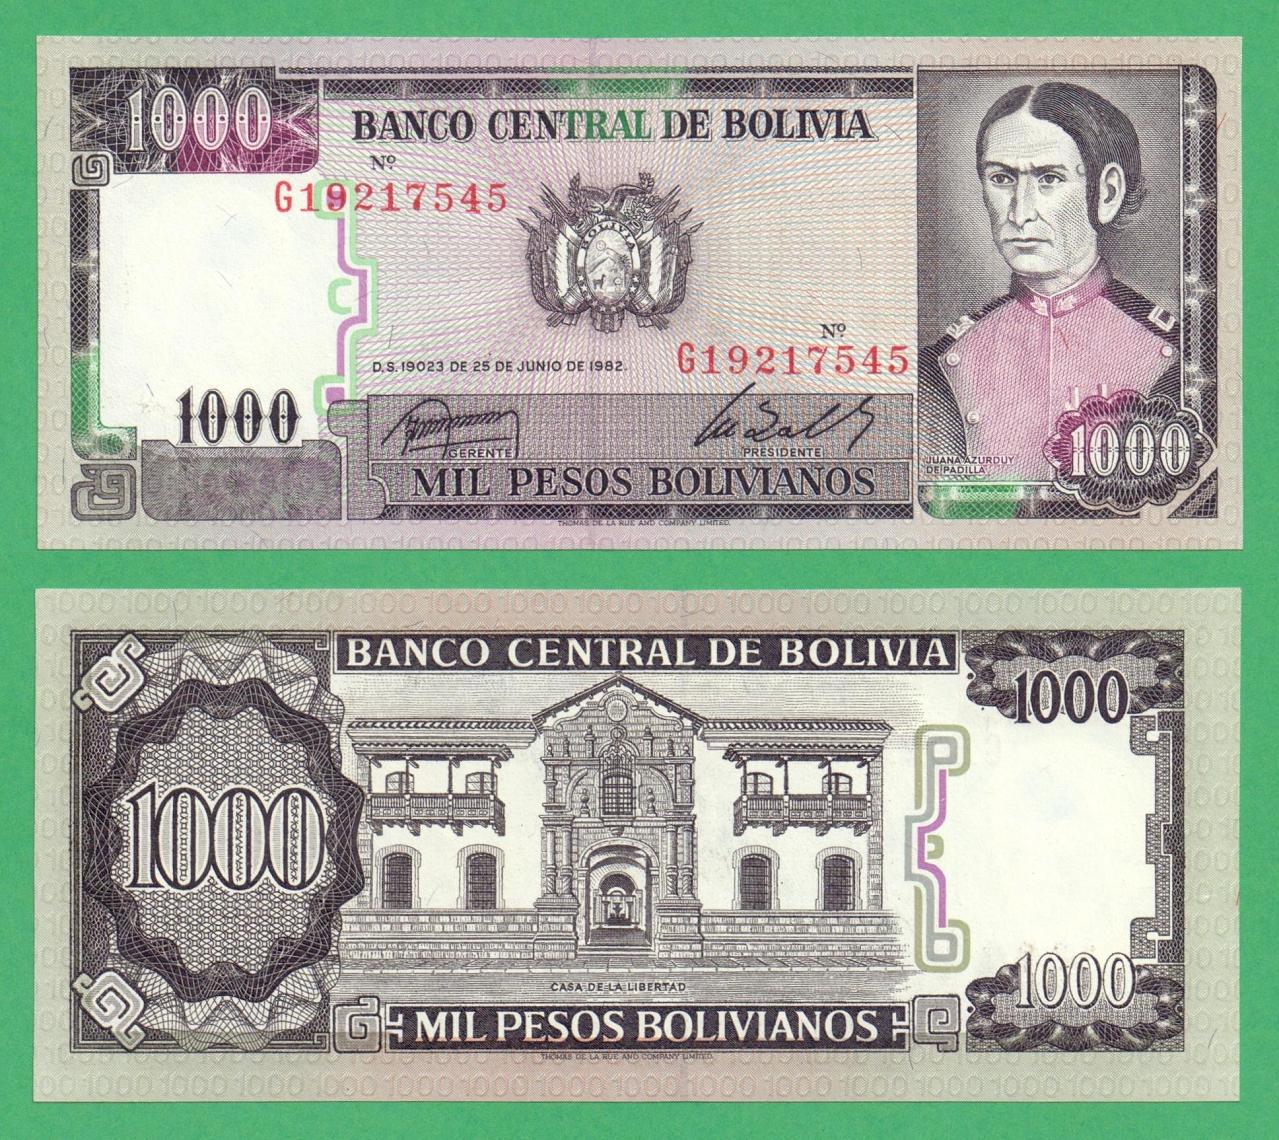 1000
BANCO CENTRAL DE BOLIVIA
Nº
G19217545
BOLIVIA
Nº
G19217545
D.S. 19023 DE 25 DE JUNIO DE 1982.
1000
GERENTE
PRESIDENTE
MIL PESOS BOLIVIANOS
JUANA AZURDUY
DE PADILLA
1000
THOMAS DE LA RUE AND COMPANY LIMITED.
BANCO CENTRAL DE BOLIVIA
1000
1000
CASA DE LA LIBERTAD
1000
MIL PESOS BOLIVIANOS
THOMAS DE LA RUE AND COMPANY LIMITED.